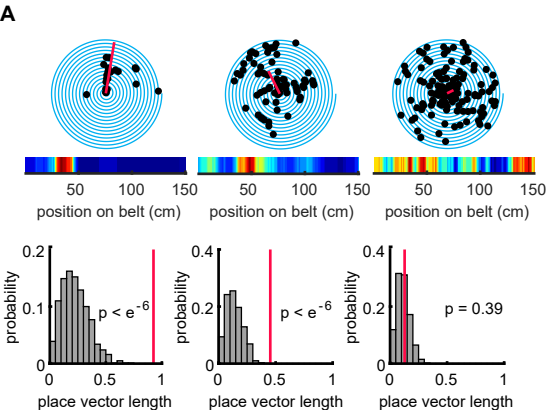 A
50 100 150 50 100 150 50 100 150
position on belt (cm) position on belt (cm) position on belt (cm)
0.2 0.4 0.4
probability probability probability
0.1 0.2 0.2
p < e-6 p < e-6 p = 0.39
0 0 0
0 0.5 1 0 0.5 1 0 0.5 1
place vector length place vector length place vector length